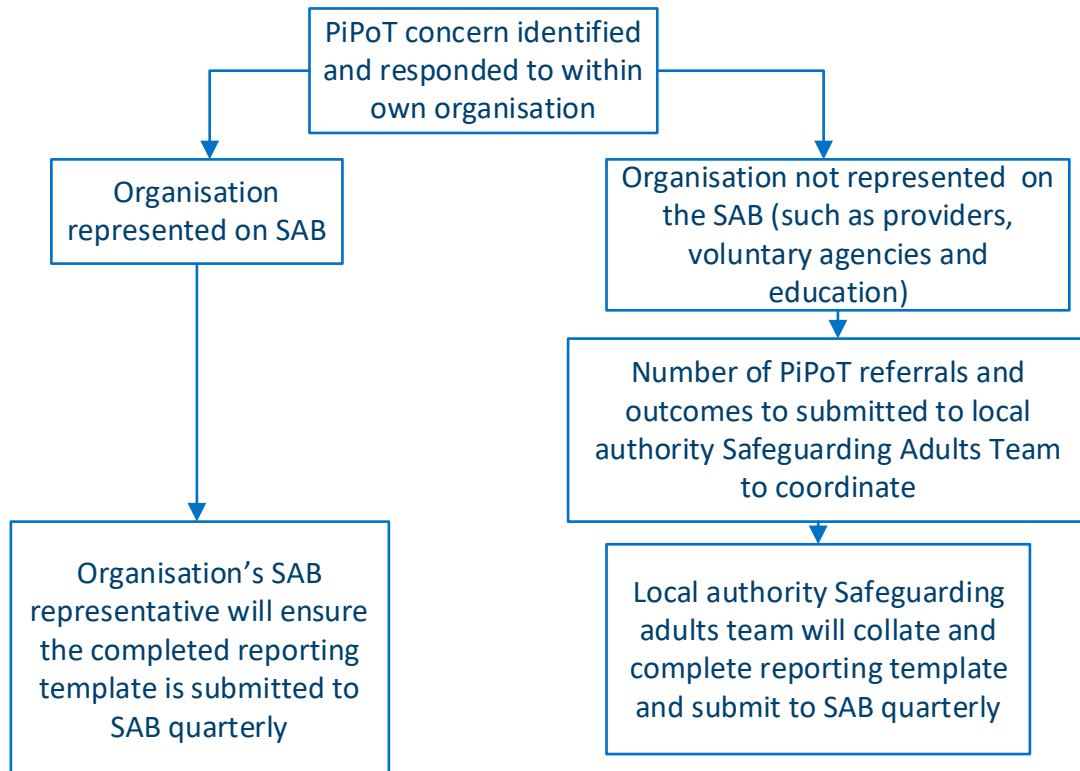 PiPoT concern identified
and responded to within
own organisation
Organisation
represented on SAB
Organisation not represented  on
the SAB (such as providers,
voluntary agencies and
education)
Number of PiPoT referrals and
outcomes to submitted to local
authority Safeguarding Adults Team
to coordinate
Organisation’s SAB
representative will ensure
the completed reporting
template is submitted to
SAB quarterly
Local authority Safeguarding
adults team will collate and
complete reporting template
and submit to SAB quarterly